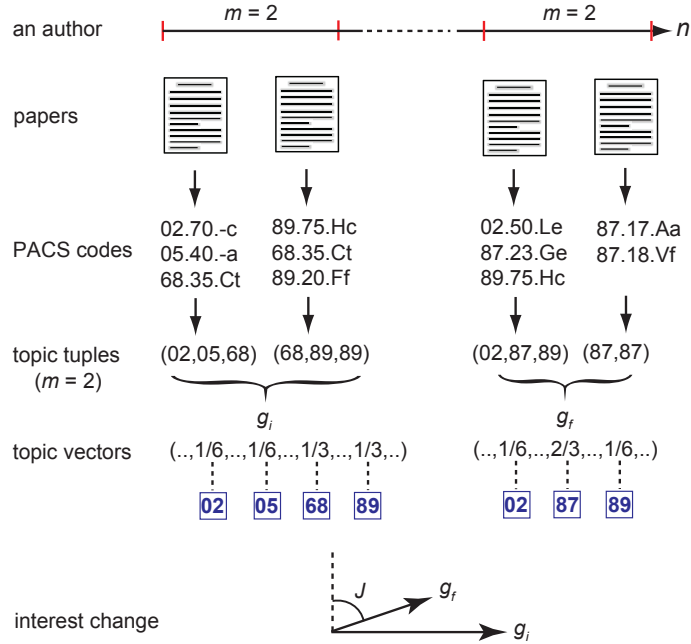 an author m = 2 m = 2 n
papers
PACS codes
02.70.-c
05.40.-a
68.35.Ct
89.75.Hc
68.35.Ct
89.20.Ff
02.50.Le
87.23.Ge
89.75.Hc
87.17.Aa
87.18.Vf
topic tuples (02,05,68) (68,89,89) (02,87,89) (87,87)
(m = 2)
g_i g_f
topic vectors (..,1/6,..,1/6,..,1/3,..,1/3,..) (..,1/6,..,2/3,..,1/6,..)
02 05 68 89 02 87 89
J g_f
interest change g_i